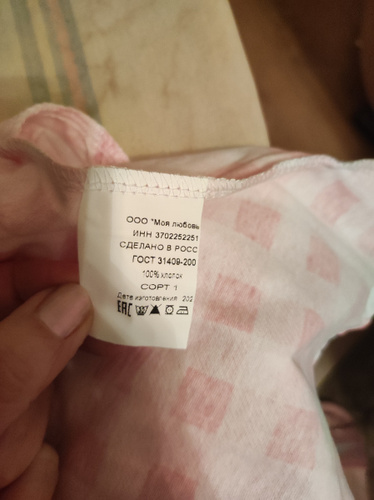 ООО "Моя любовь
ИНН 3702252251
СДЕЛАНО В РОСС
ГОСТ 31409-200
100% хлопок
СОРТ 1
Дата изготовления 202
EAC